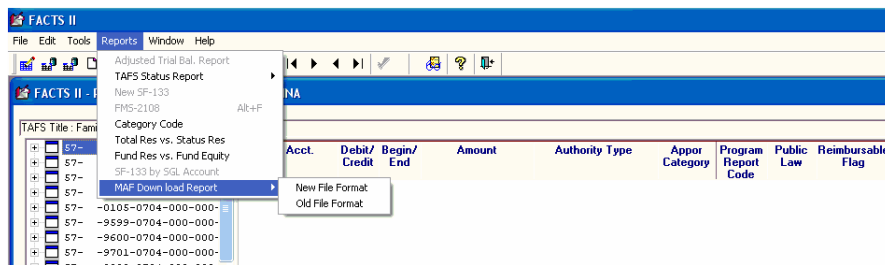 FACTS II
File Edit Tools Reports Window Help
Adjusted Trial Bal. Report
TAFS Status Report
FACTS II - NA
New SF-133
FMS-2108 Alt+F
TAFS Title : Fami
Category Code
Total Res vs. Status Res
Fund Res vs. Fund Equity
SF-133 by SGL Account
MAF Down load Report
New File Format
Old File Format
Acct. Debit/ Credit Begin/ End Amount Authority Type Appor Category Program Report Code Public Law Reimbursable Flag
57-
57-
57-
57-
57- -0105-0704-000-000-
57- -9599-0704-000-000-
57- -9600-0704-000-000-
57- -9701-0704-000-000-